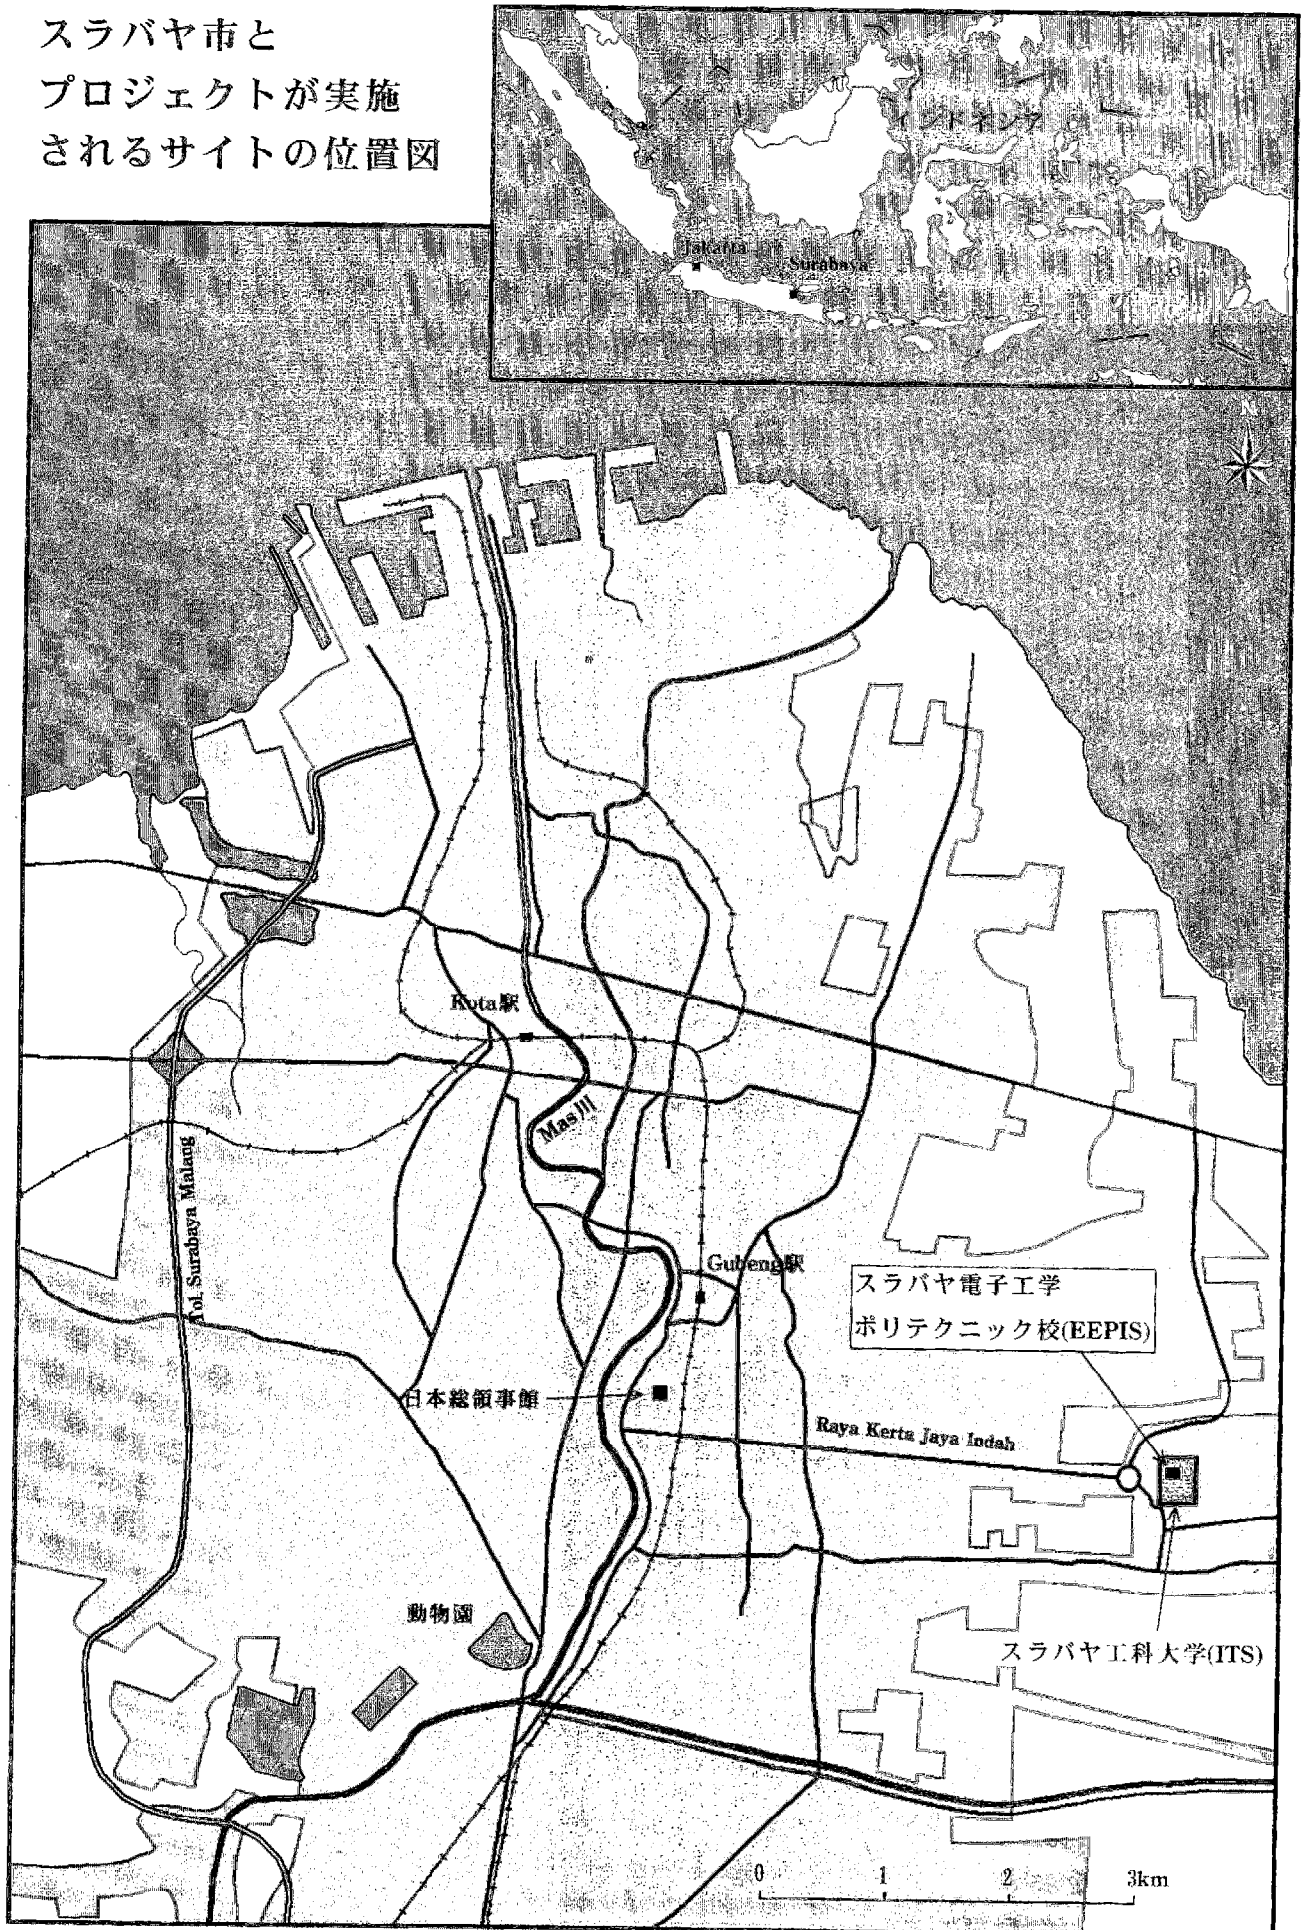 スラバヤ市と
プロジェクトが実施
されるサイトの位置図
インドネシア
Jakarta
Surabaya
N
Kota駅
Mas川
Tol. Surabaya Malang
Gubeng駅
スラバヤ電子工学
ポリテクニック校(EEPIS)
日本総領事館
Raya Kerta Jaya Indah
動物園
スラバヤ工科大学(ITS)
0 1 2 3km